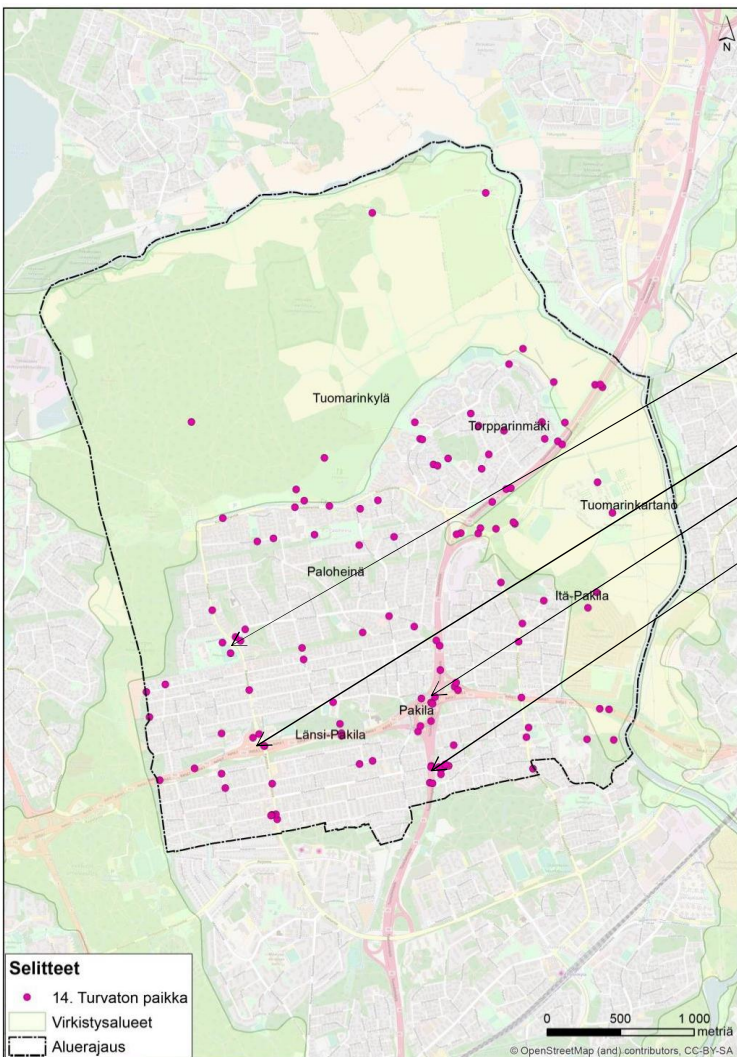 N
Tuomarinkylä
Torpparinmäki
Tuomarinkartano
Paloheinä
Itä-Pakila
Pakila
Länsi-Pakila
Selitteet
14. Turvaton paikka
Virkistysalueet
Aluerajaus
0 500 1 000
metriä
© OpenStreetMap (and) contributors, CC-BY-SA